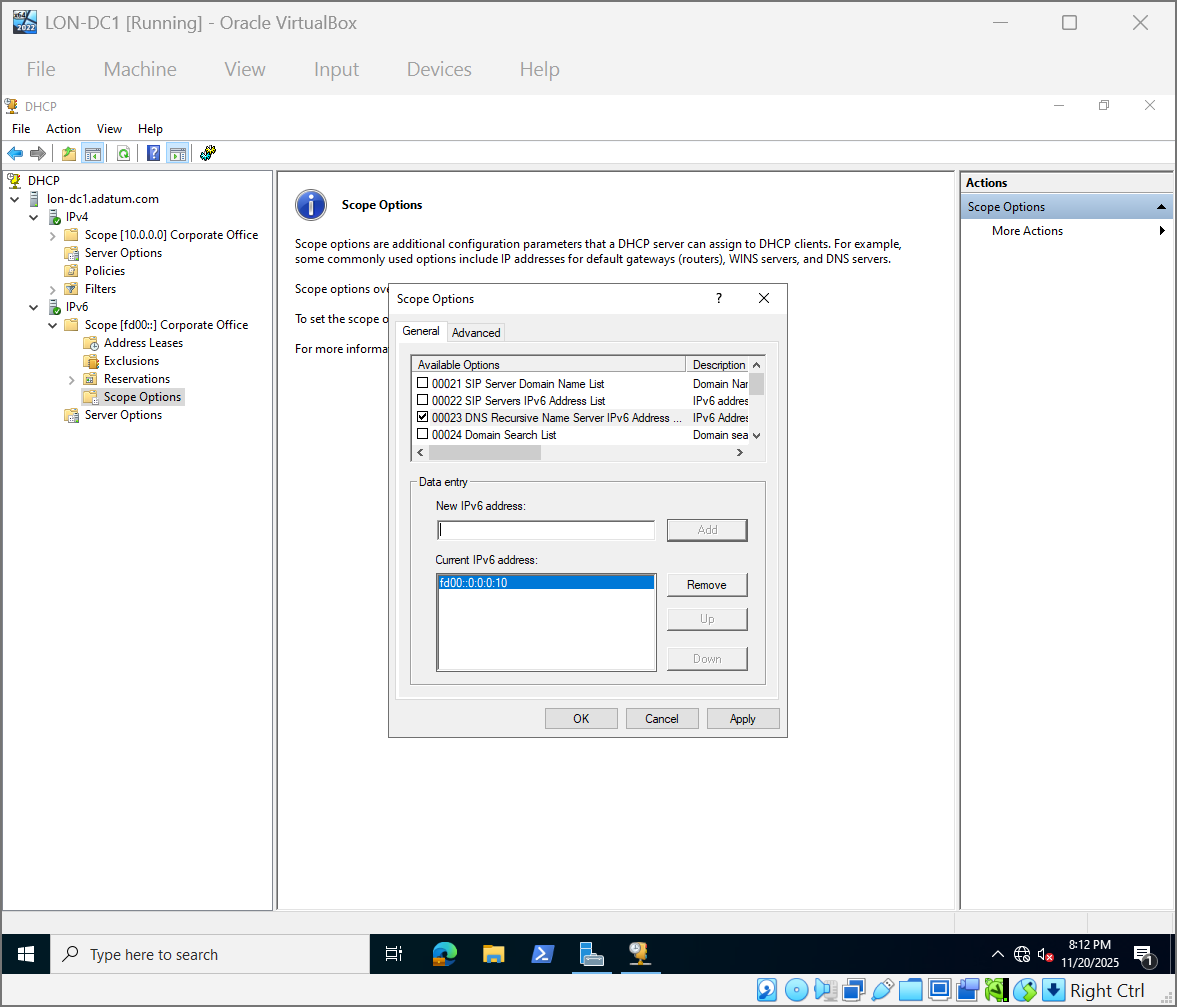 LON-DC1 [Running] - Oracle VirtualBox
File Machine View Input Devices Help
DHCP
File Action View Help
DHCP
lon-dc1.adatum.com
IPv4
Scope [10.0.0.0] Corporate Office
Server Options
Policies
Filters
IPv6
Scope [fd00::] Corporate Office
Address Leases
Exclusions
Reservations
Scope Options
Server Options
Scope Options
Scope options are additional configuration parameters that a DHCP server can assign to DHCP clients. For example,
some commonly used options include IP addresses for default gateways (routers), WINS servers, and DNS servers.
Scope options ove
To set the scope o
For more informa
Scope Options
General Advanced
Available Options Description
00021 SIP Server Domain Name List Domain Nar
00022 SIP Servers IPv6 Address List IPv6 addres
00023 DNS Recursive Name Server IPv6 Address ... IPv6 Addres
00024 Domain Search List Domain sea
Data entry
New IPv6 address:
Add
Current IPv6 address:
fd00::0:0:0:10
Remove
Up
Down
OK Cancel Apply
Actions
Scope Options
More Actions
Type here to search
8:12 PM
11/20/2025
1
Right Ctrl
x64
2022